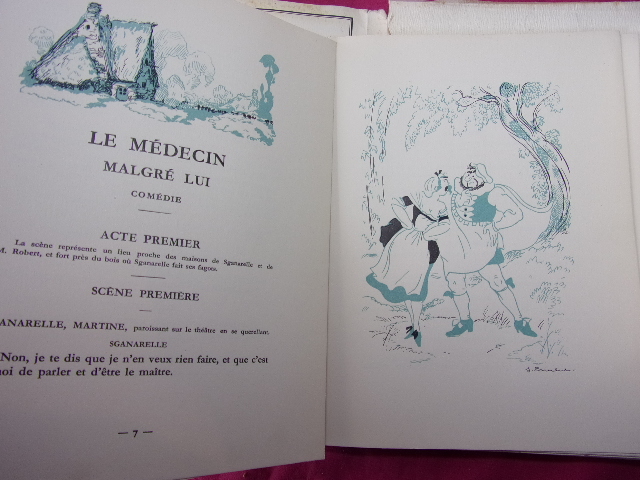 LE MÉDECIN
MALGRÉ LUI
COMÉDIE
ACTE PREMIER
La scène représente un lieu proche des maisons de Sganarelle et de
M. Robert, et fort près du bois où Sganarelle fait ses fagots.
SCÈNE PREMIÈRE
ANARELLE, MARTINE, paroissant sur le théâtre en se querellant.
SGANARELLE
Non, je te dis que je n'en veux rien faire, et que c'est
oi de parler et d'être le maître.
— 7 —